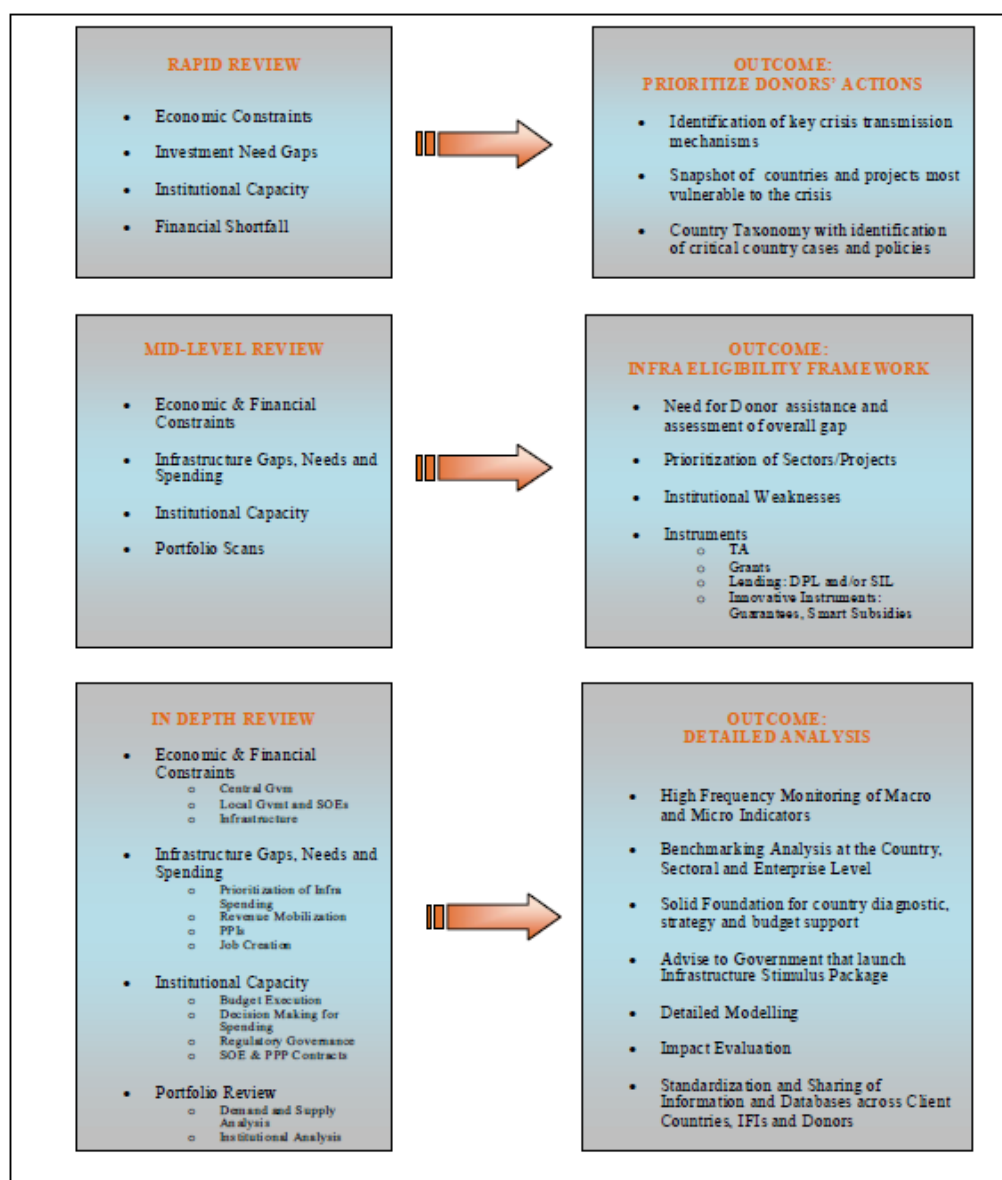 RAPID REVIEW
• Economic Constraints
• Investment Need Gaps
• Institutional Capacity
• Financial Shortfall
OUTCOME:
PRIORITIZE DONORS' ACTIONS
• Identification of key crisis transmission
mechanisms
• Snapshot of countries and projects most
vulnerable to the crisis
• Country Taxonomy with identification
of critical country cases and policies
MID-LEVEL REVIEW
• Economic & Financial
Constraints
• Infrastructure Gaps, Needs and
Spending
• Institutional Capacity
• Portfolio Scans
OUTCOME:
INFRA ELIGIBILITY FRAMEWORK
• Need for Donor assistance and
assessment of overall gap
• Prioritization of Sectors/Projects
• Institutional Weaknesses
• Instruments
o TA
o Grants
o Lending: DPL and/or SIL
o Innovative Instruments:
Guarantees, Smart Subsidies
IN DEPTH REVIEW
• Economic & Financial
Constraints
o Central Gvm
o Local Gvmt and SOEs
o Infrastructure
• Infrastructure Gaps, Needs and
Spending
o Prioritization of Infra
Spending
o Revenue Mobilization
o PPIs
o Job Creation
• Institutional Capacity
o Budget Execution
o Decision Making for
Spending
o Regulatory Governance
o SOE & PPP Contracts
• Portfolio Review
o Demand and Supply
Analysis
o Institutional Analysis
OUTCOME:
DETAILED ANALYSIS
• High Frequency Monitoring of Macro
and Micro Indicators
• Benchmarking Analysis at the Country,
Sectoral and Enterprise Level
• Solid Foundation for country diagnostic,
strategy and budget support
• Advise to Government that launch
Infrastructure Stimulus Package
• Detailed Modelling
• Impact Evaluation
• Standardization and Sharing of
Information and Databases across Client
Countries, IFIs and Donors